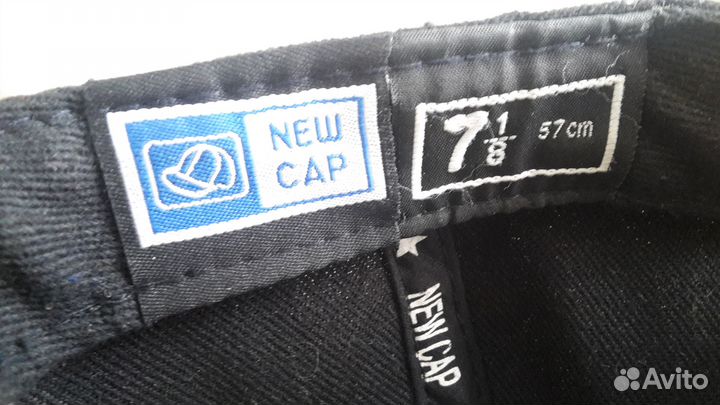 NEW
CAP
7 1/8 57cm
★ NEW CAP
Avito